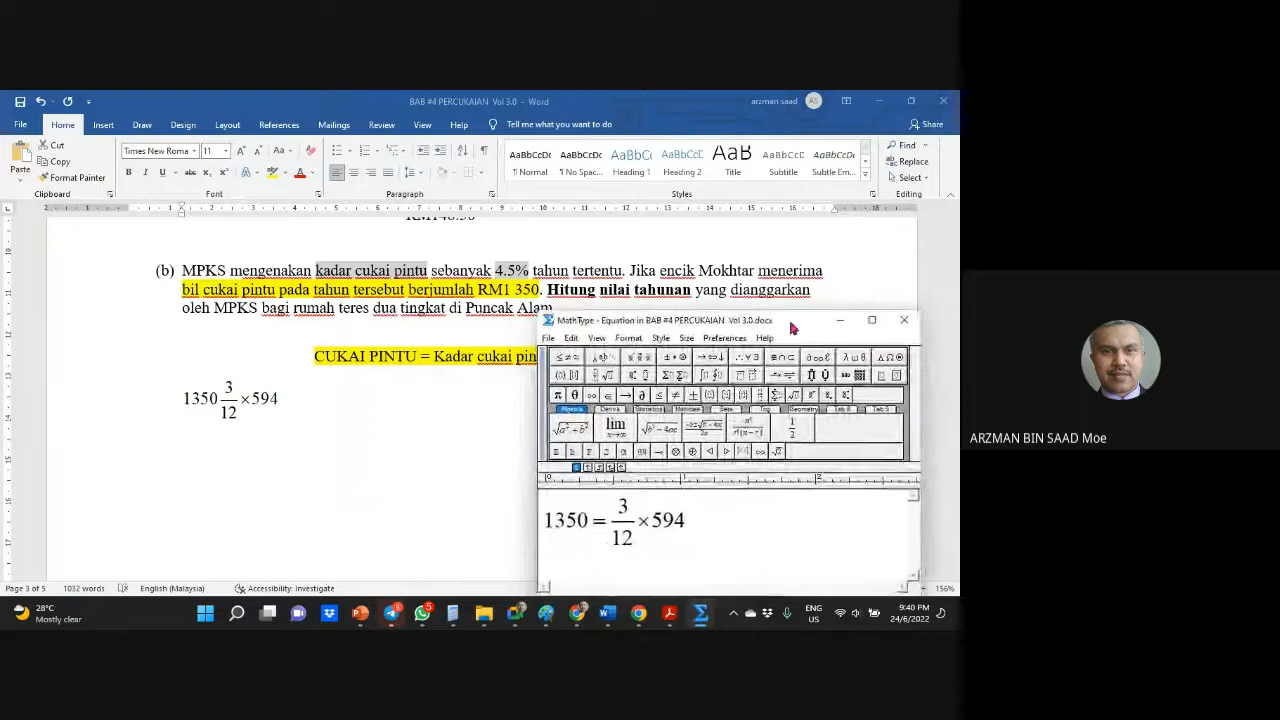 BAB #4 PERCUKAIAN Vol 3.0 - Word
arzman saad
AS
File Home Insert Draw Design Layout References Mailings Review View Help Tell me what you want to do Share
Paste
Cut
Copy
Format Painter
Clipboard
Times New Roma 11
Font
Paragraph
AaBbCcDc AaBbCcDc AaBbCc AaBbCcD AaB AaBbCcD AaBbCcDc
¶ Normal ¶ No Spac... Heading 1 Heading 2 Title Subtitle Subtle Em...
Styles
Find
Replace
Select
Editing
(b) MPKS mengenakan kadar cukai pintu sebanyak 4.5% tahun tertentu. Jika encik Mokhtar menerima
bil cukai pintu pada tahun tersebut berjumlah RM1 350. Hitung nilai tahunan yang dianggarkan
oleh MPKS bagi rumah teres dua tingkat di Puncak Alam
CUKAI PINTU = Kadar cukai pin
1350 3/12 × 594
MathType - Equation in BAB #4 PERCUKAIAN Vol 3.0.docx
File Edit View Format Style Size Preferences Help
1350 = 3/12 × 594
Page 3 of 5 1032 words English (Malaysia) Accessibility: Investigate 156%
28°C
Mostly clear
ENG
US
9:40 PM
24/6/2022
ARZMAN BIN SAAD Moe